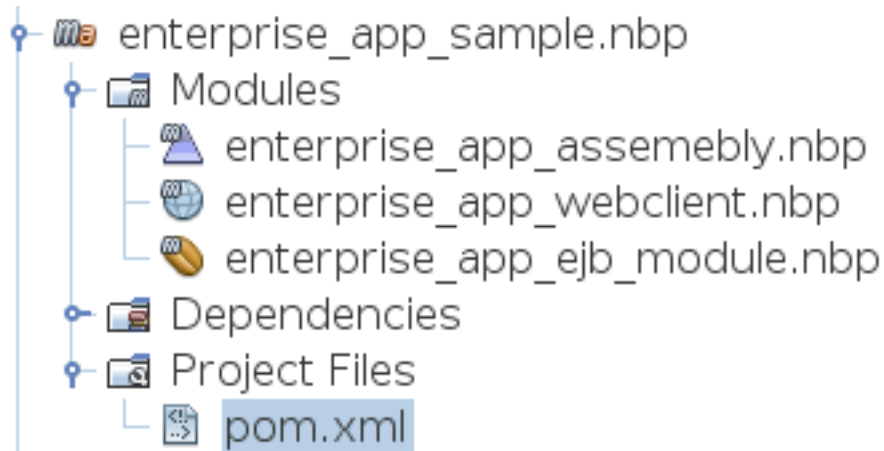 enterprise_app_sample.nbp
Modules
enterprise_app_assemebly.nbp
enterprise_app_webclient.nbp
enterprise_app_ejb_module.nbp
Dependencies
Project Files
pom.xml